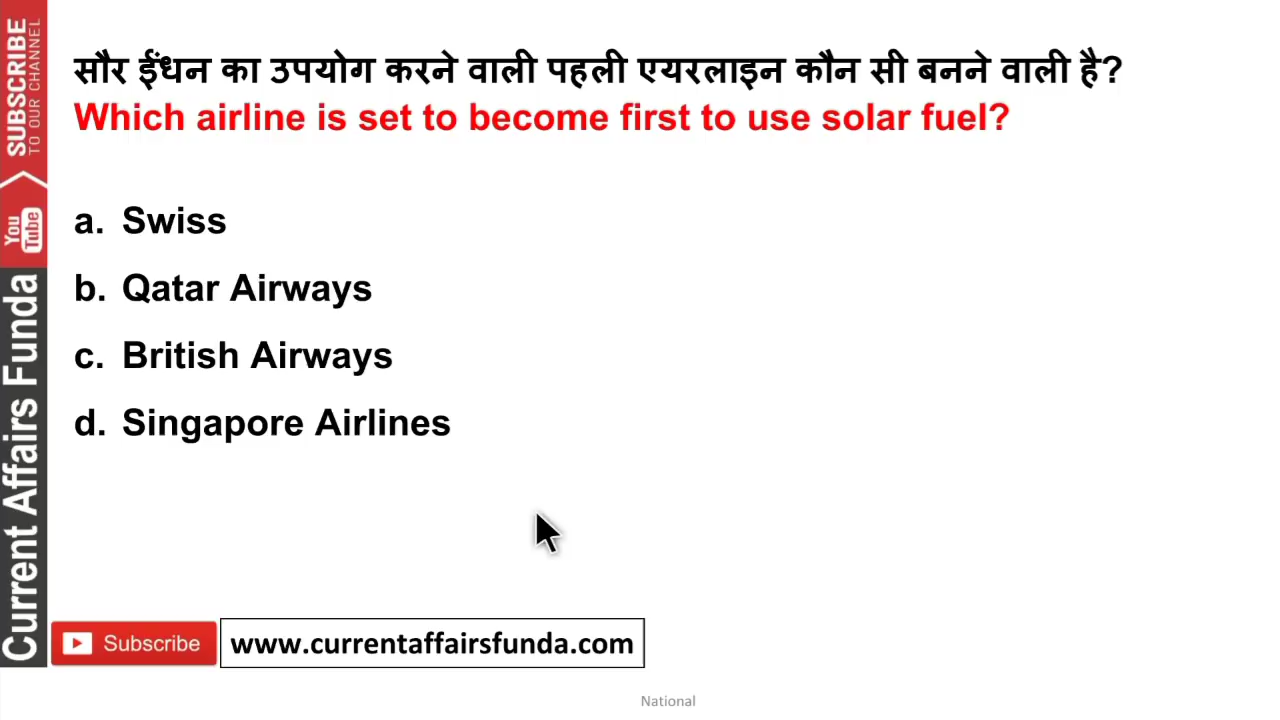 सौर ईंधन का उपयोग करने वाली पहली एयरलाइन कौन सी बनने वाली है?
Which airline is set to become first to use solar fuel?
a. Swiss
b. Qatar Airways
c. British Airways
d. Singapore Airlines
SUBSCRIBE
TO OUR CHANNEL
You
Tube
Current Affairs Funda
Subscribe
www.currentaffairsfunda.com
National